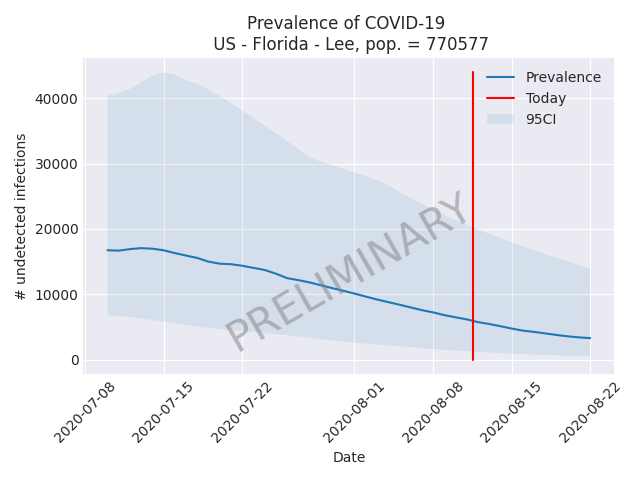 Prevalence of COVID-19
US - Florida - Lee, pop. = 770577
Prevalence
Today
95CI
# undetected infections
40000
30000
20000
10000
0
PRELIMINARY
2020-07-08
2020-07-15
2020-07-22
2020-08-01
2020-08-08
2020-08-15
2020-08-22
Date